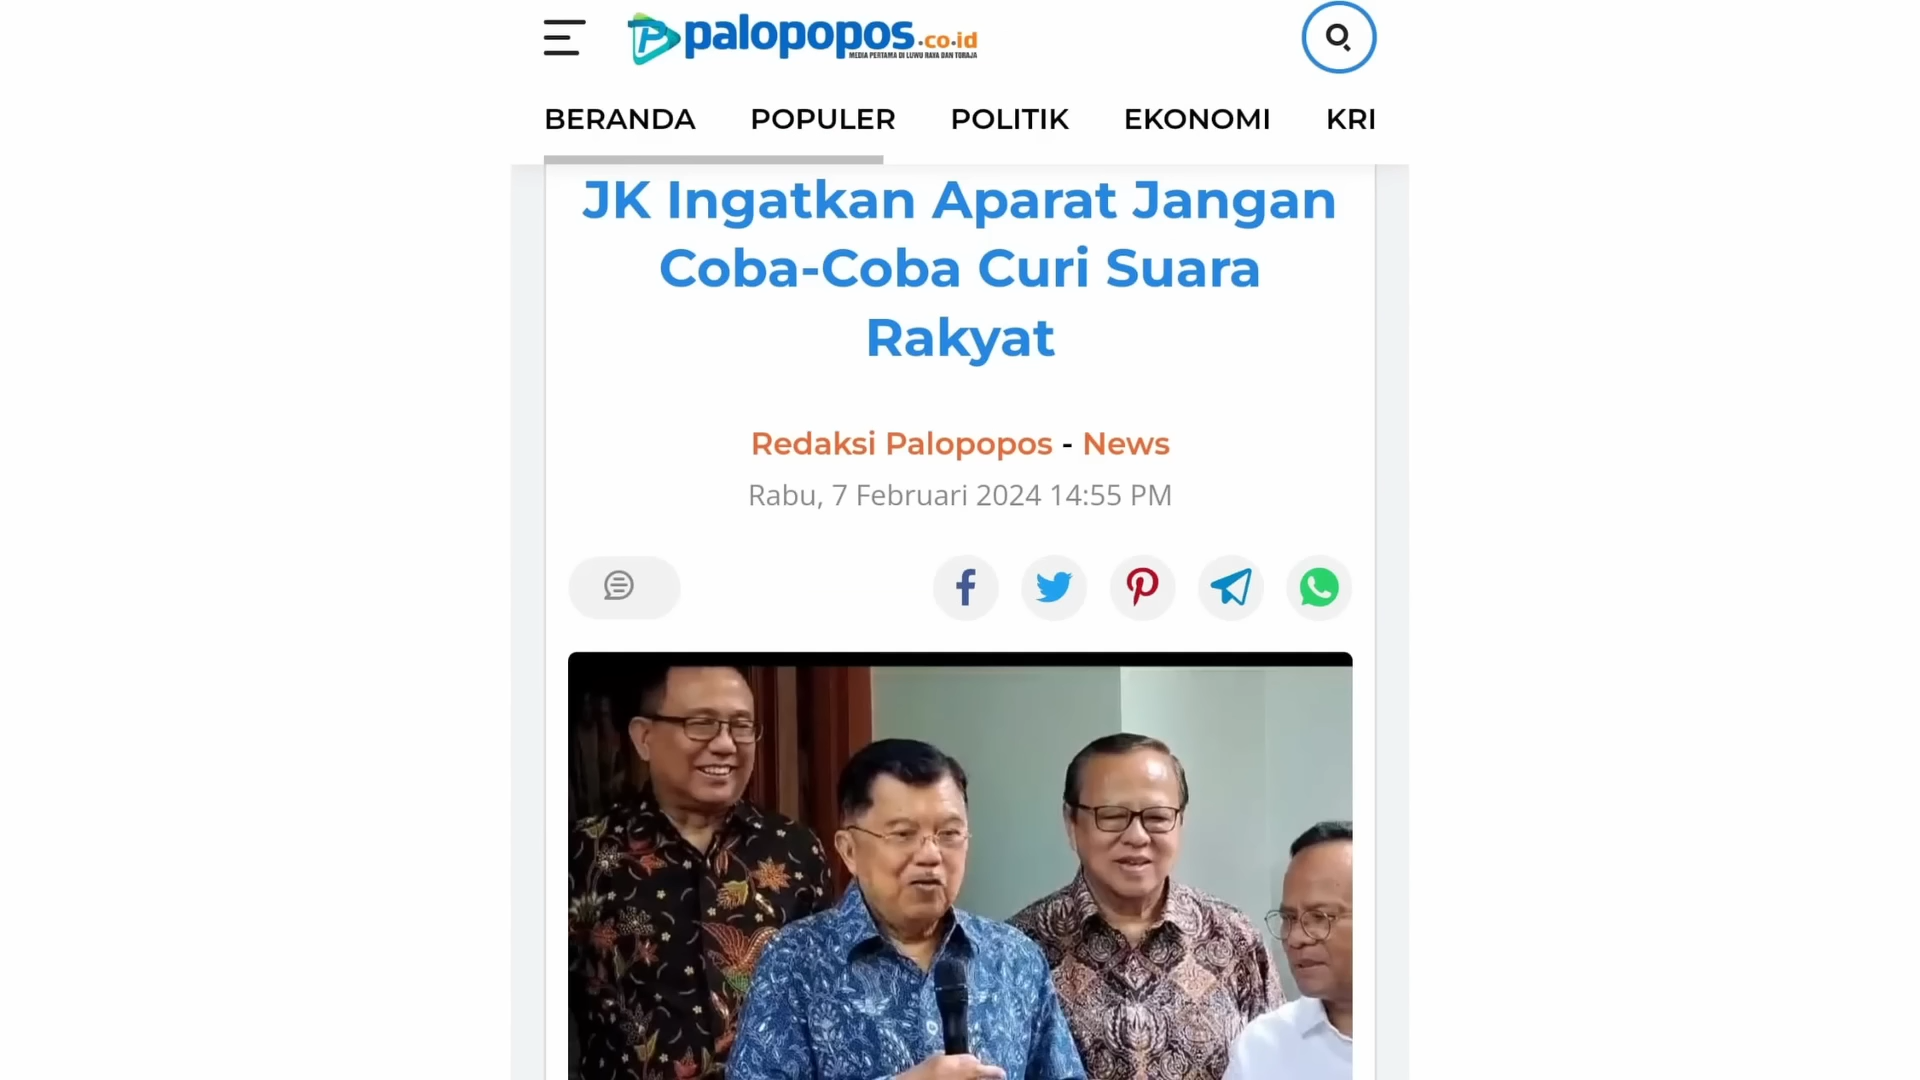 palopopos.co.id
MEDIA PERTAMA DI LUWU RAYA DAN TORAJA
BERANDA POPULER POLITIK EKONOMI KRI
JK Ingatkan Aparat Jangan
Coba-Coba Curi Suara
Rakyat
Redaksi Palopopos - News
Rabu, 7 Februari 2024 14:55 PM